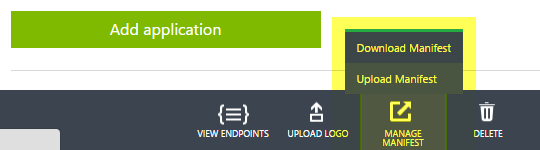 Add application
Download Manifest
Upload Manifest
VIEW ENDPOINTS
UPLOAD LOGO
MANAGE
MANIFEST
DELETE